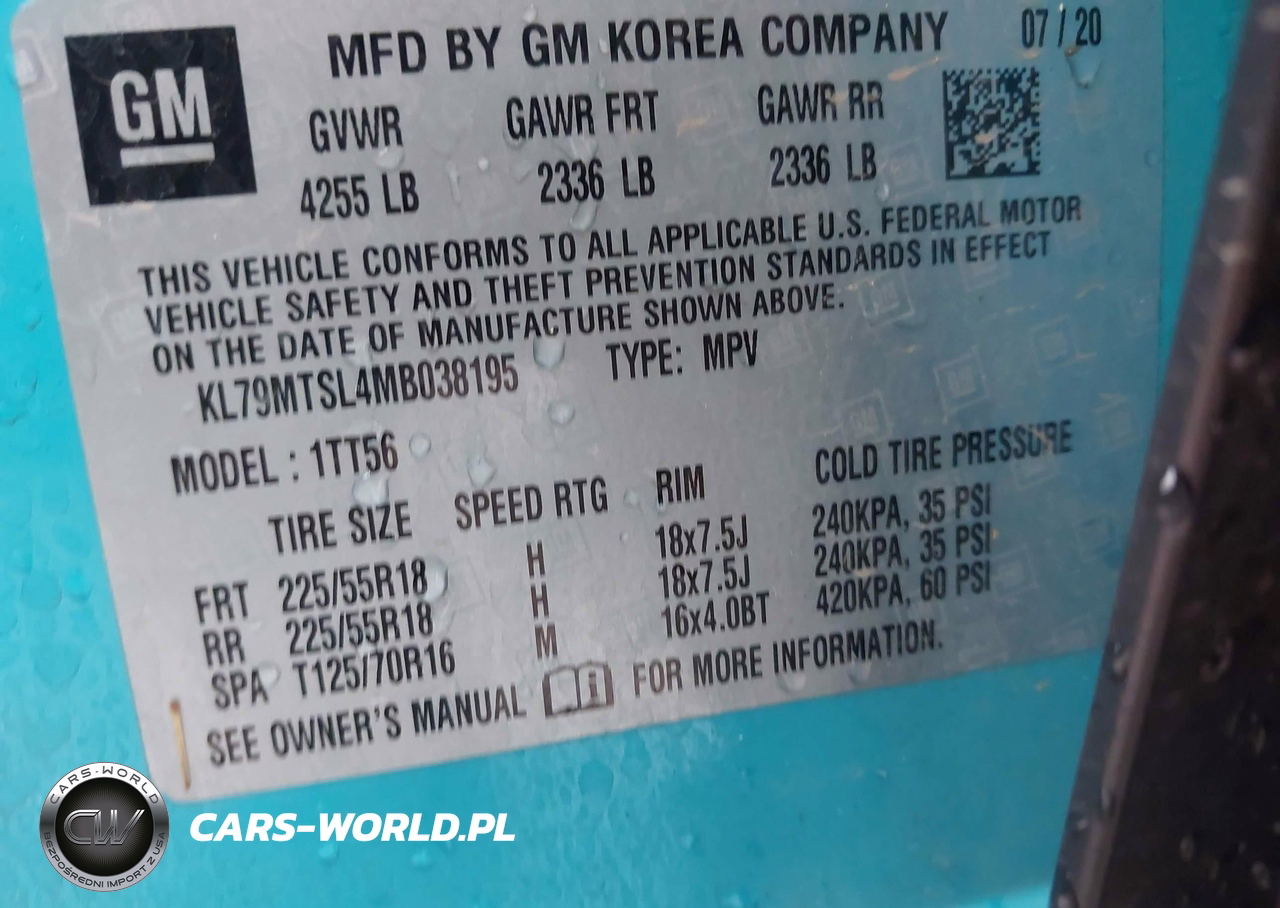 GM
MFD BY GM KOREA COMPANY 07 / 20
GVWR GAWR FRT GAWR RR
4255 LB 2336 LB 2336 LB
THIS VEHICLE CONFORMS TO ALL APPLICABLE U.S. FEDERAL MOTOR
VEHICLE SAFETY AND THEFT PREVENTION STANDARDS IN EFFECT
ON THE DATE OF MANUFACTURE SHOWN ABOVE.
KL79MTSL4MB038195 TYPE: MPV
MODEL : 1TT56
TIRE SIZE SPEED RTG RIM COLD TIRE PRESSURE
FRT 225/55R18 H 18x7.5J 240KPA, 35 PSI
RR 225/55R18 H 18x7.5J 240KPA, 35 PSI
SPA T125/70R16 M 16x4.0BT 420KPA, 60 PSI
SEE OWNER'S MANUAL i FOR MORE INFORMATION.
CARS-WORLD
CW
BEZPOŚREDNI IMPORT Z USA
CARS-WORLD.PL